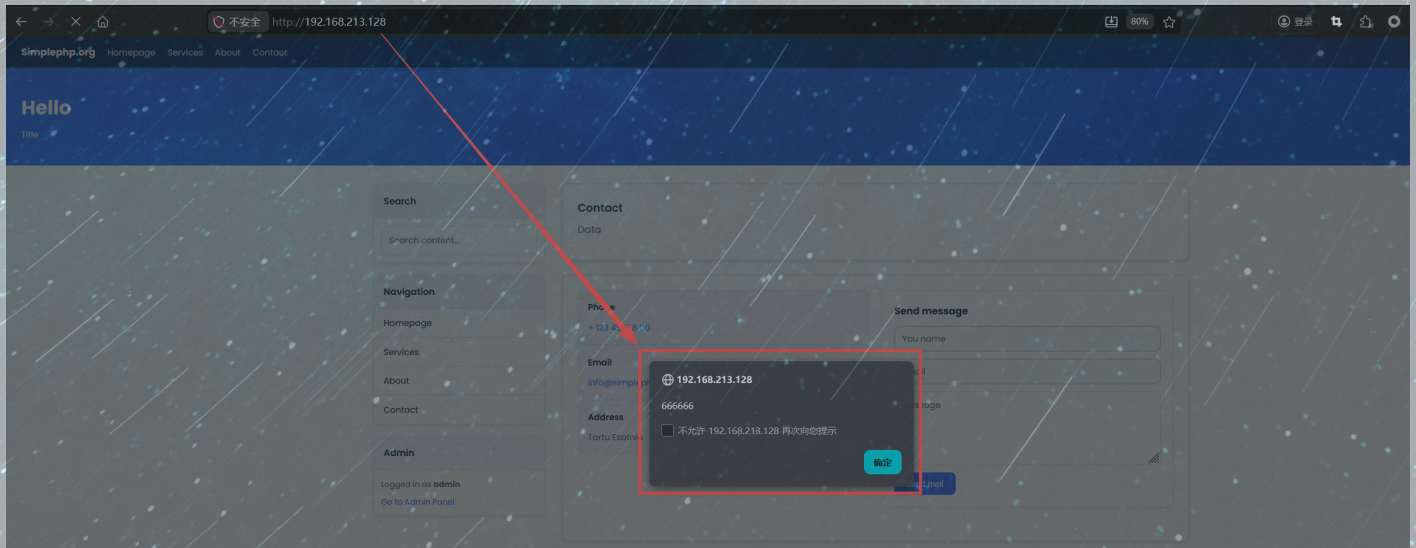 不安全 http://192.168.213.128 80% 登录
Simplephp.org Homepage Services About Contact
Hello
Title
Search
Search content...
Navigation
Homepage
Services
About
Contact
Admin
Logged in as admin
Go to Admin Panel
Contact
Data
Phone
Email
Address
Send message
You name
192.168.213.128
666666
不允许 192.168.213.128 再次向您提示
确定